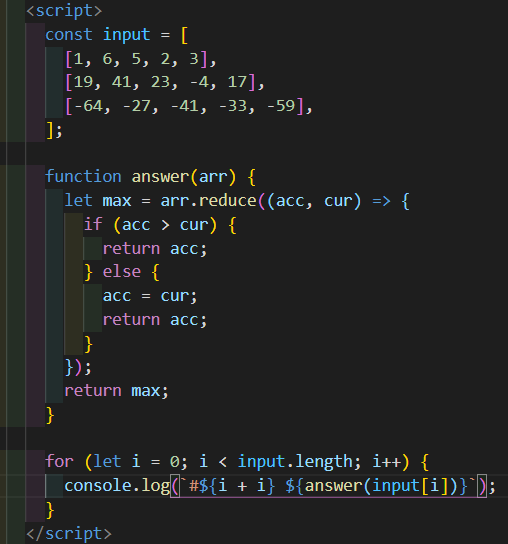 <script>
const input = [
[1, 6, 5, 2, 3],
[19, 41, 23, -4, 17],
[-64, -27, -41, -33, -59],
];
function answer(arr) {
let max = arr.reduce((acc, cur) => {
if (acc > cur) {
return acc;
} else {
acc = cur;
return acc;
}
});
return max;
}
for (let i = 0; i < input.length; i++) {
console.log(`#${i + i} ${answer(input[i])}`);
}
</script>